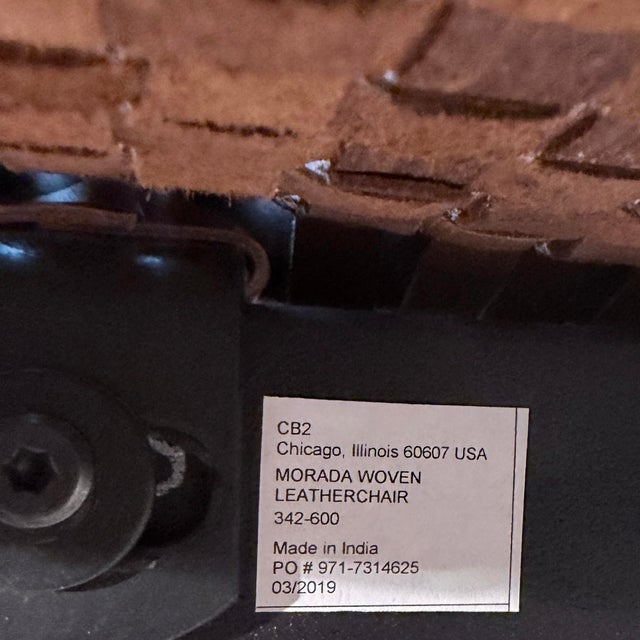 CB2
Chicago, Illinois 60607 USA
MORADA WOVEN
LEATHERCHAIR
342-600
Made in India
PO # 971-7314625
03/2019